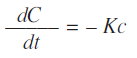 dC/dt = – Kc